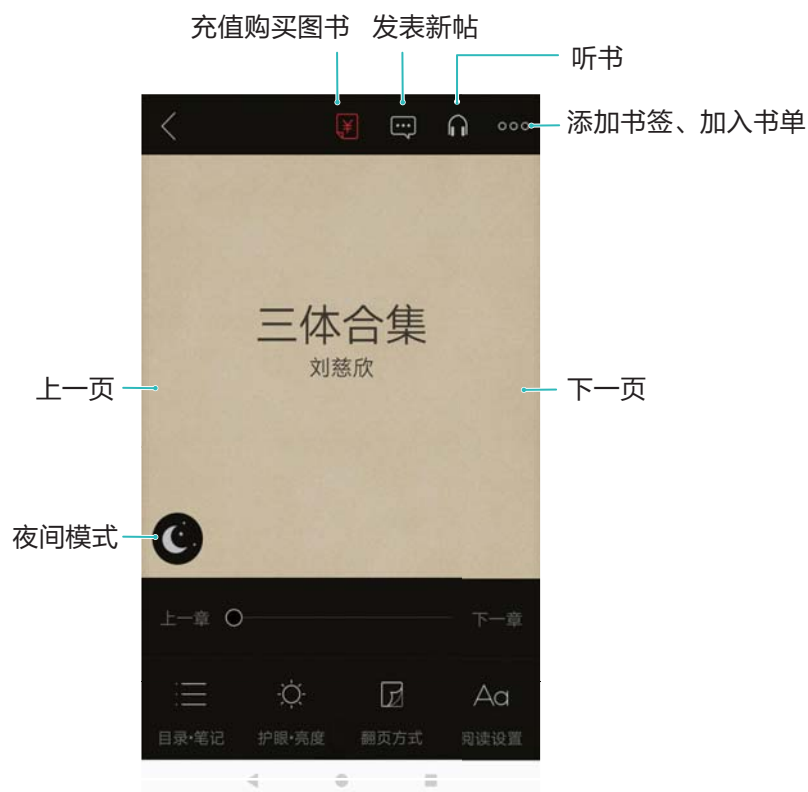 充值购买图书 发表新帖
听书
添加书签、加入书单
三体合集
刘慈欣
上一页
下一页
夜间模式
上一章 下一章
Aa
目录•笔记 护眼•亮度 翻页方式 阅读设置